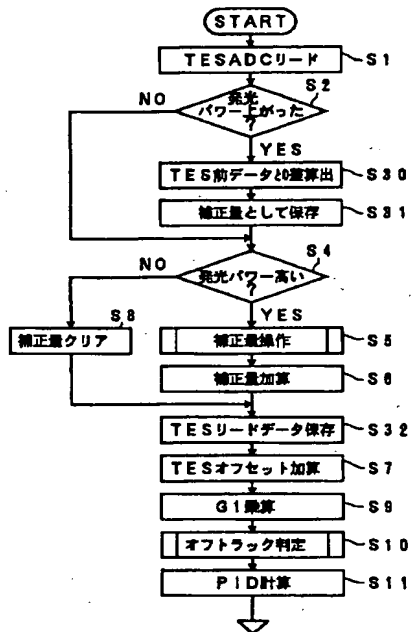 START
TESADCリード
S1
S2
NO
発光
パワー上がった
?
YES
TES前データとの差算出
S30
補正量として保存
S31
NO
S4
発光パワー高い
?
S8
YES
補正量クリア
補正量操作
S5
補正量加算
S6
TESリードデータ保存
S32
TESオフセット加算
S7
G1乗算
S9
オフトラック判定
S10
PID計算
S11